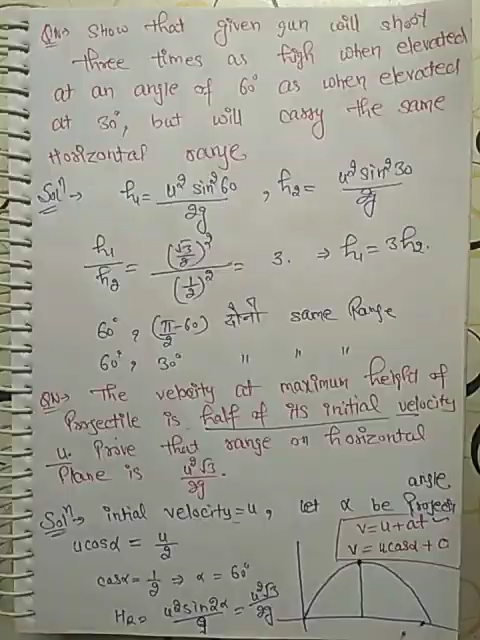 QN→ Show that given gun will shoot
three times as high when elevated
at an angle of 60° as when elevated
at 30°, but will carry the same
Horizontal range
Solⁿ→ h₁ = u² sin² 60 / 2g , h₂ = u² sin² 30 / 2g
h₁/h₂ = (√3/2)² / (1/2)² = 3. ⇒ h₁ = 3h₂.
60°, (π/2 - 60) दोनो same Range
60°, 30° " " "
QN→ The velocity at maximum height of
Projectile is half of its initial velocity
u. Prove that range on horizontal
Plane is u²√3 / 2g.
Solⁿ→ intial velocity = u, Let α be Projectⁿ angle
u cosα = u/2
v = u + at
v = u cosα + 0
cosα = 1/2 ⇒ α = 60°
HR = u² sin2α / g = u²√3 / 2g